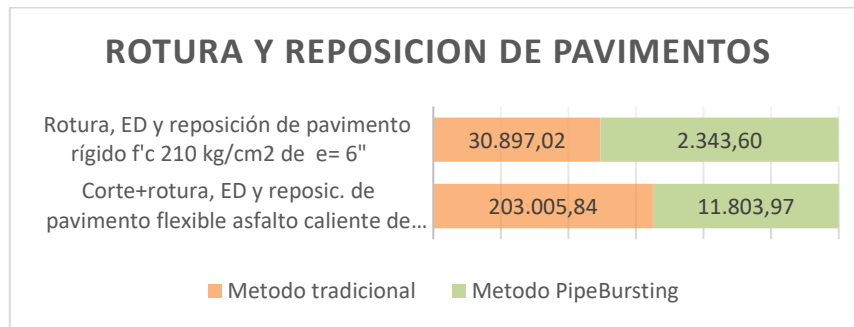 ROTURA Y REPOSICION DE PAVIMENTOS
Rotura, ED y reposición de pavimento
rígido f'c 210 kg/cm2 de e= 6"
30.897,02
2.343,60
Corte+rotura, ED y reposic. de
pavimento flexible asfalto caliente de...
203.005,84
11.803,97
Metodo tradicional
Metodo PipeBursting